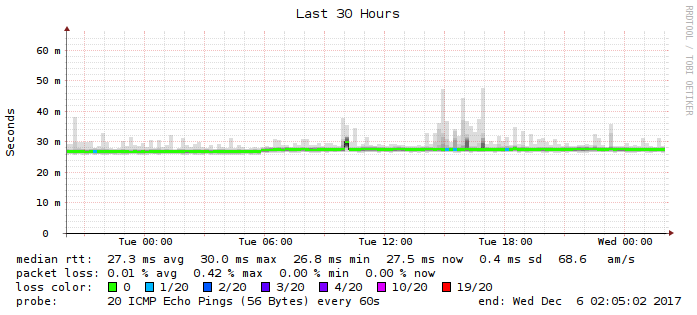 Last 30 Hours
RRDTOOL / TOBI OETIKER
Seconds
60 m
50 m
40 m
30 m
20 m
10 m
0
Tue 00:00 Tue 06:00 Tue 12:00 Tue 18:00 Wed 00:00
median rtt: 27.3 ms avg 30.0 ms max 26.8 ms min 27.5 ms now 0.4 ms sd 68.6 am/s
packet loss: 0.01 % avg 0.42 % max 0.00 % min 0.00 % now
loss color: 0 1/20 2/20 3/20 4/20 10/20 19/20
probe: 20 ICMP Echo Pings (56 Bytes) every 60s end: Wed Dec 6 02:05:02 2017